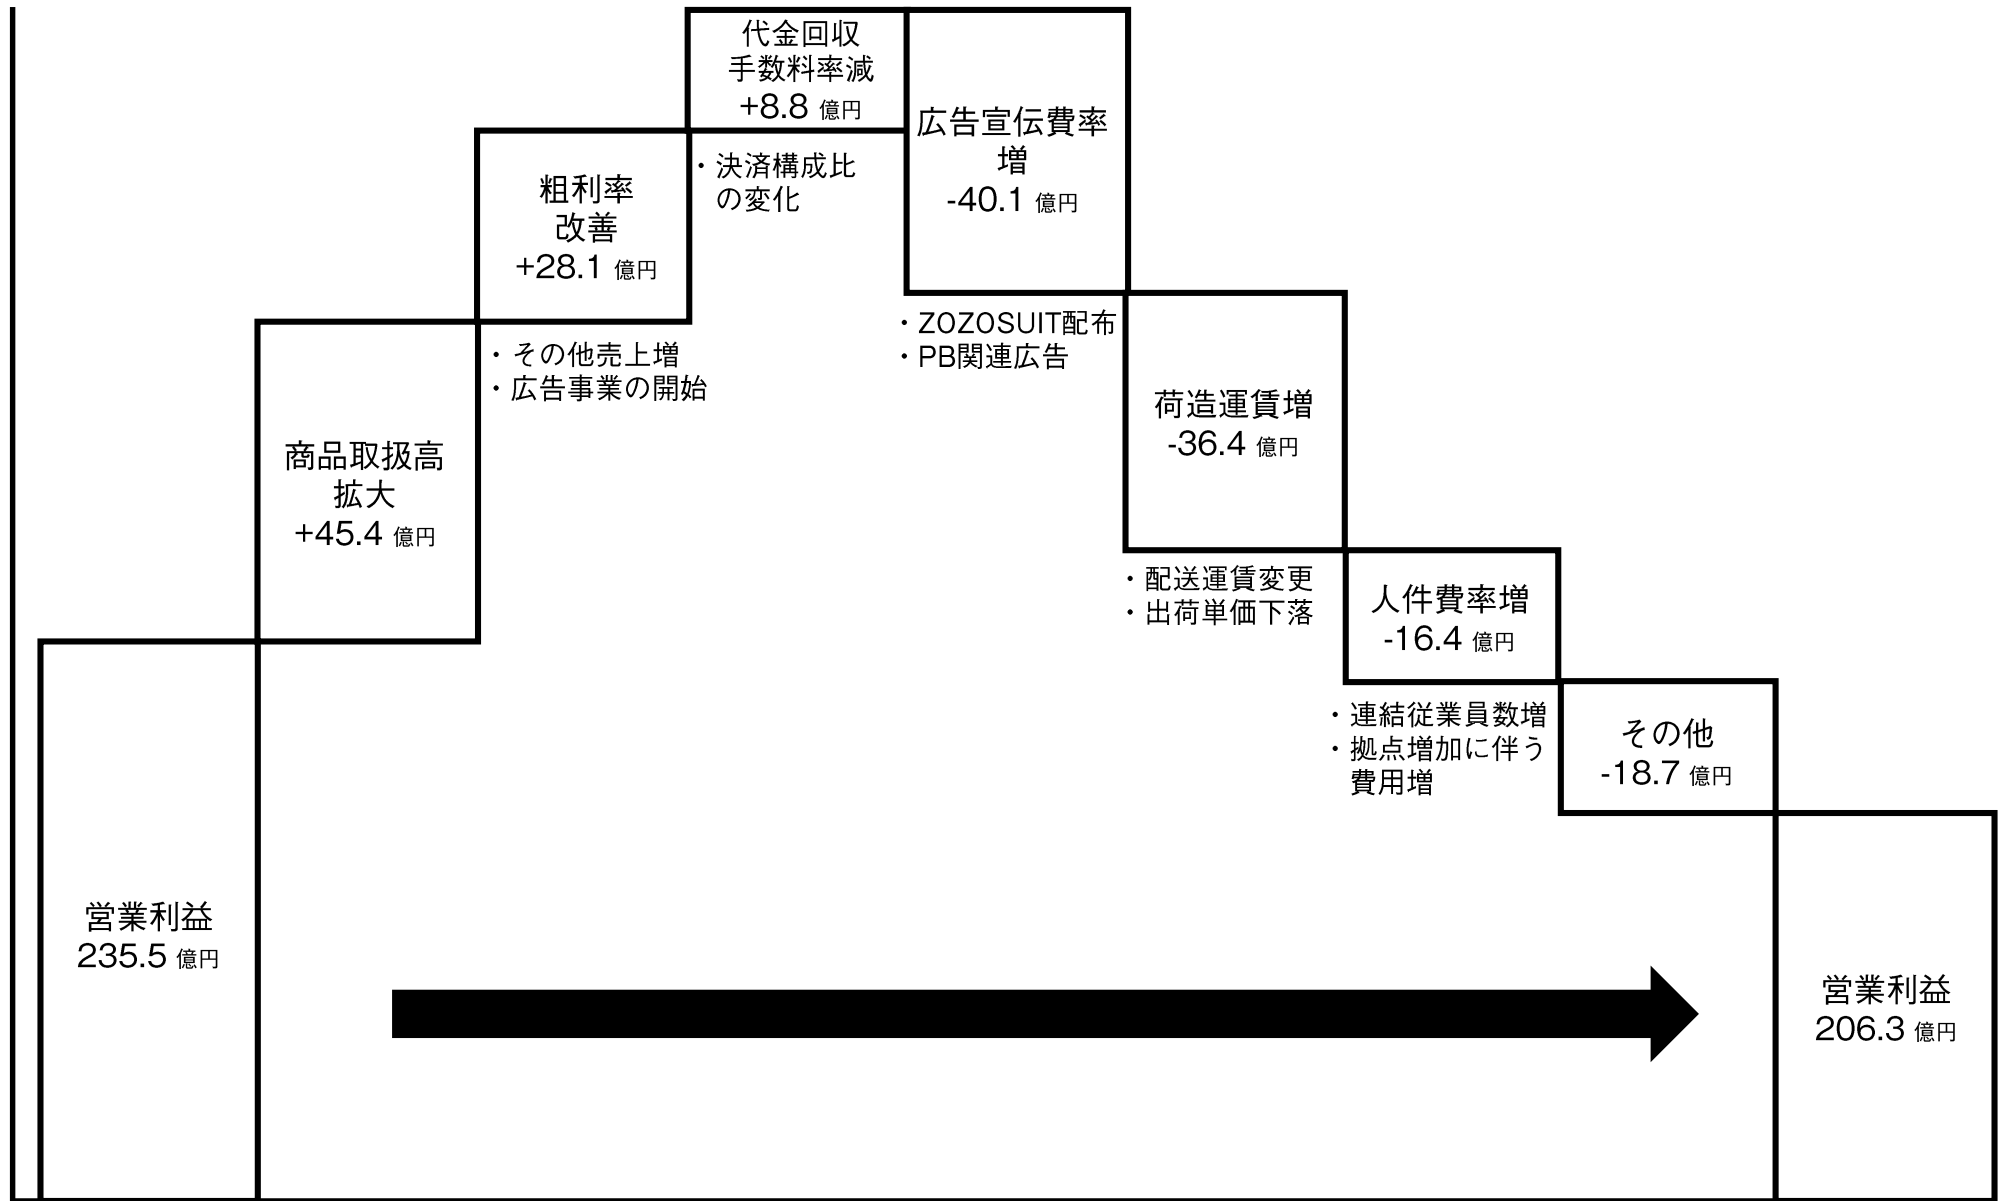 営業利益
235.5 億円
商品取扱高
拡大
+45.4 億円
粗利率
改善
+28.1 億円
・その他売上増
・広告事業の開始
代金回収
手数料率減
+8.8 億円
・決済構成比
の変化
広告宣伝費率
増
-40.1 億円
・ZOZOSUIT配布
・PB関連広告
荷造運賃増
-36.4 億円
・配送運賃変更
・出荷単価下落
人件費率増
-16.4 億円
・連結従業員数増
・拠点増加に伴う
費用増
その他
-18.7 億円
営業利益
206.3 億円